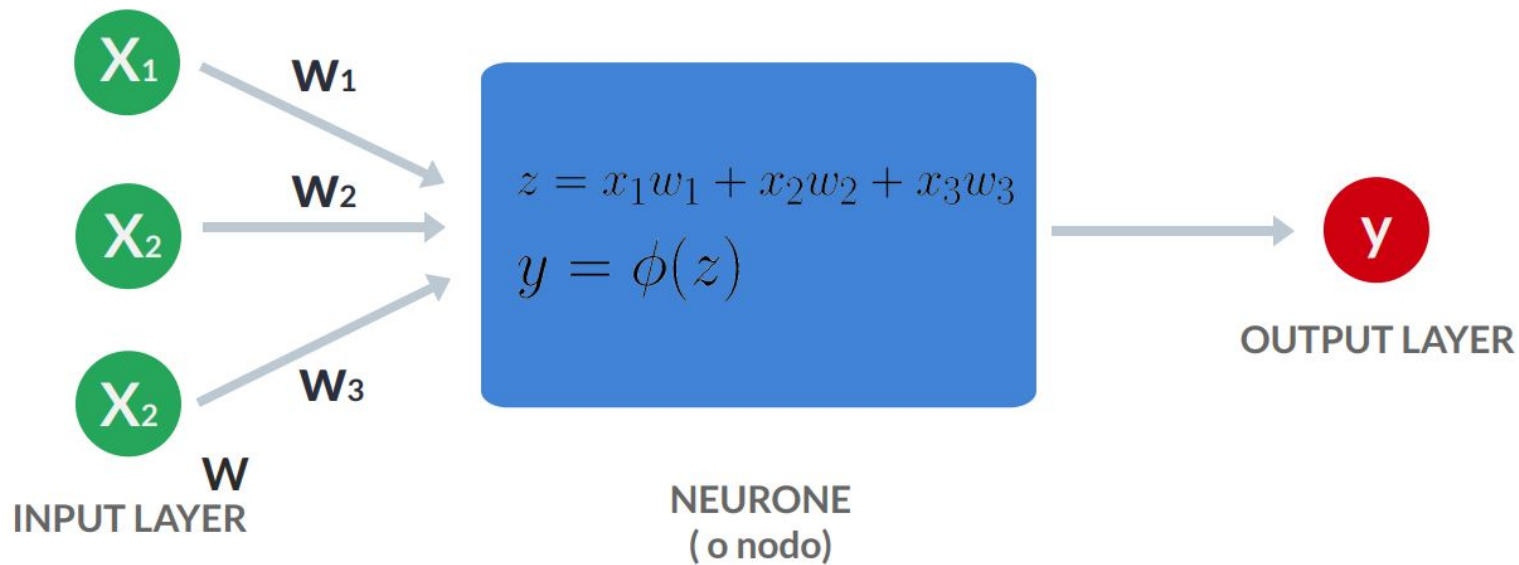 X1
W1
W2
X2
X2
W3
W
INPUT LAYER
z = x1w1 + x2w2 + x3w3
y = ϕ(z)
NEURONE
( o nodo)
y
OUTPUT LAYER